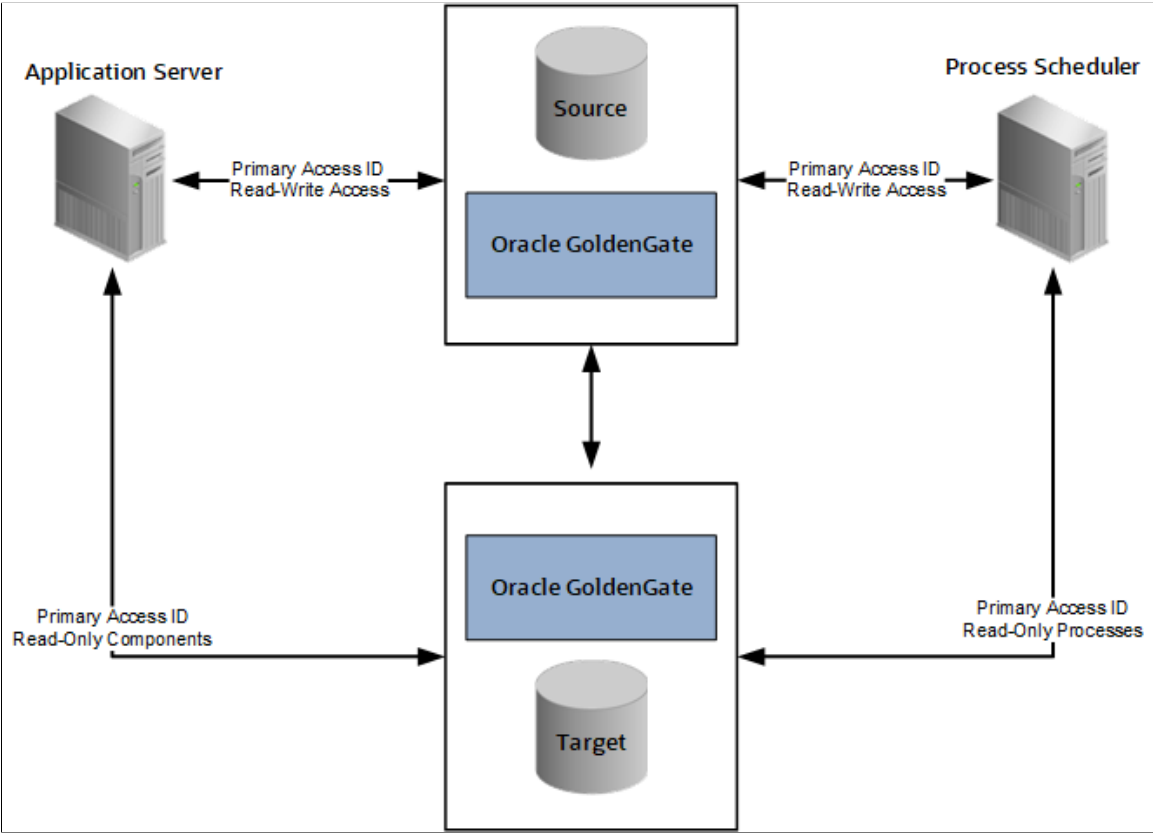 Application Server
Source
Process Scheduler
Primary Access ID
Read-Write Access
Primary Access ID
Read-Write Access
Oracle GoldenGate
Oracle GoldenGate
Primary Access ID
Read-Only Components
Primary Access ID
Read-Only Processes
Target